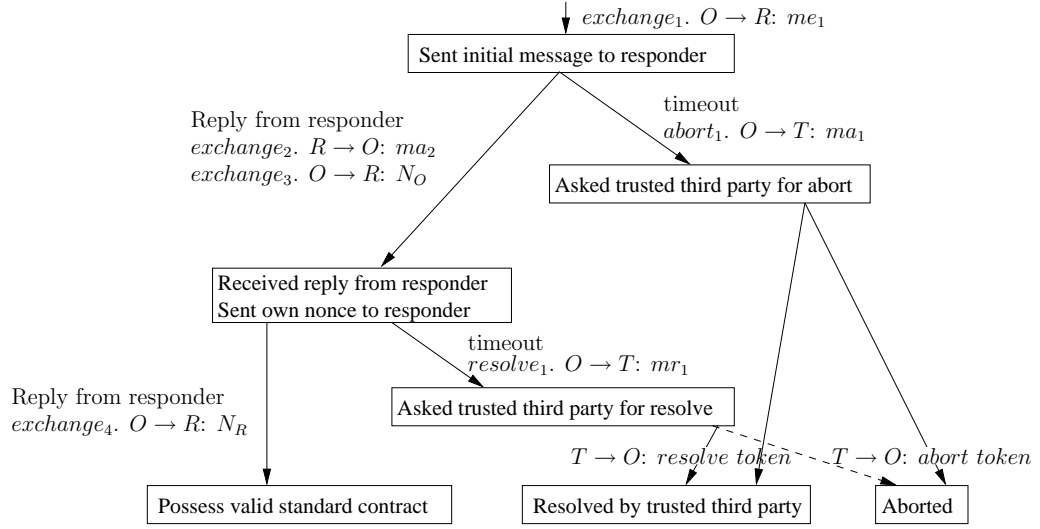 exchange₁. O → R: me₁
Sent initial message to responder
timeout
abort₁. O → T: ma₁
Reply from responder
exchange₂. R → O: ma₂
exchange₃. O → R: N_O
Asked trusted third party for abort
Received reply from responder
Sent own nonce to responder
timeout
resolve₁. O → T: mr₁
Reply from responder
exchange₄. O → R: N_R
Asked trusted third party for resolve
T → O: resolve token
T → O: abort token
Possess valid standard contract
Resolved by trusted third party
Aborted